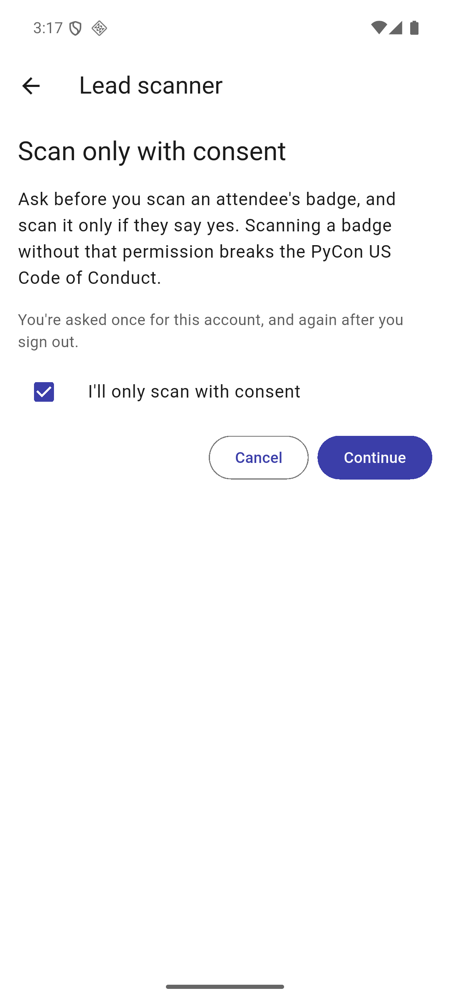 3:17
Lead scanner
Scan only with consent
Ask before you scan an attendee's badge, and
scan it only if they say yes. Scanning a badge
without that permission breaks the PyCon US
Code of Conduct.
You're asked once for this account, and again after you
sign out.
I'll only scan with consent
Cancel
Continue